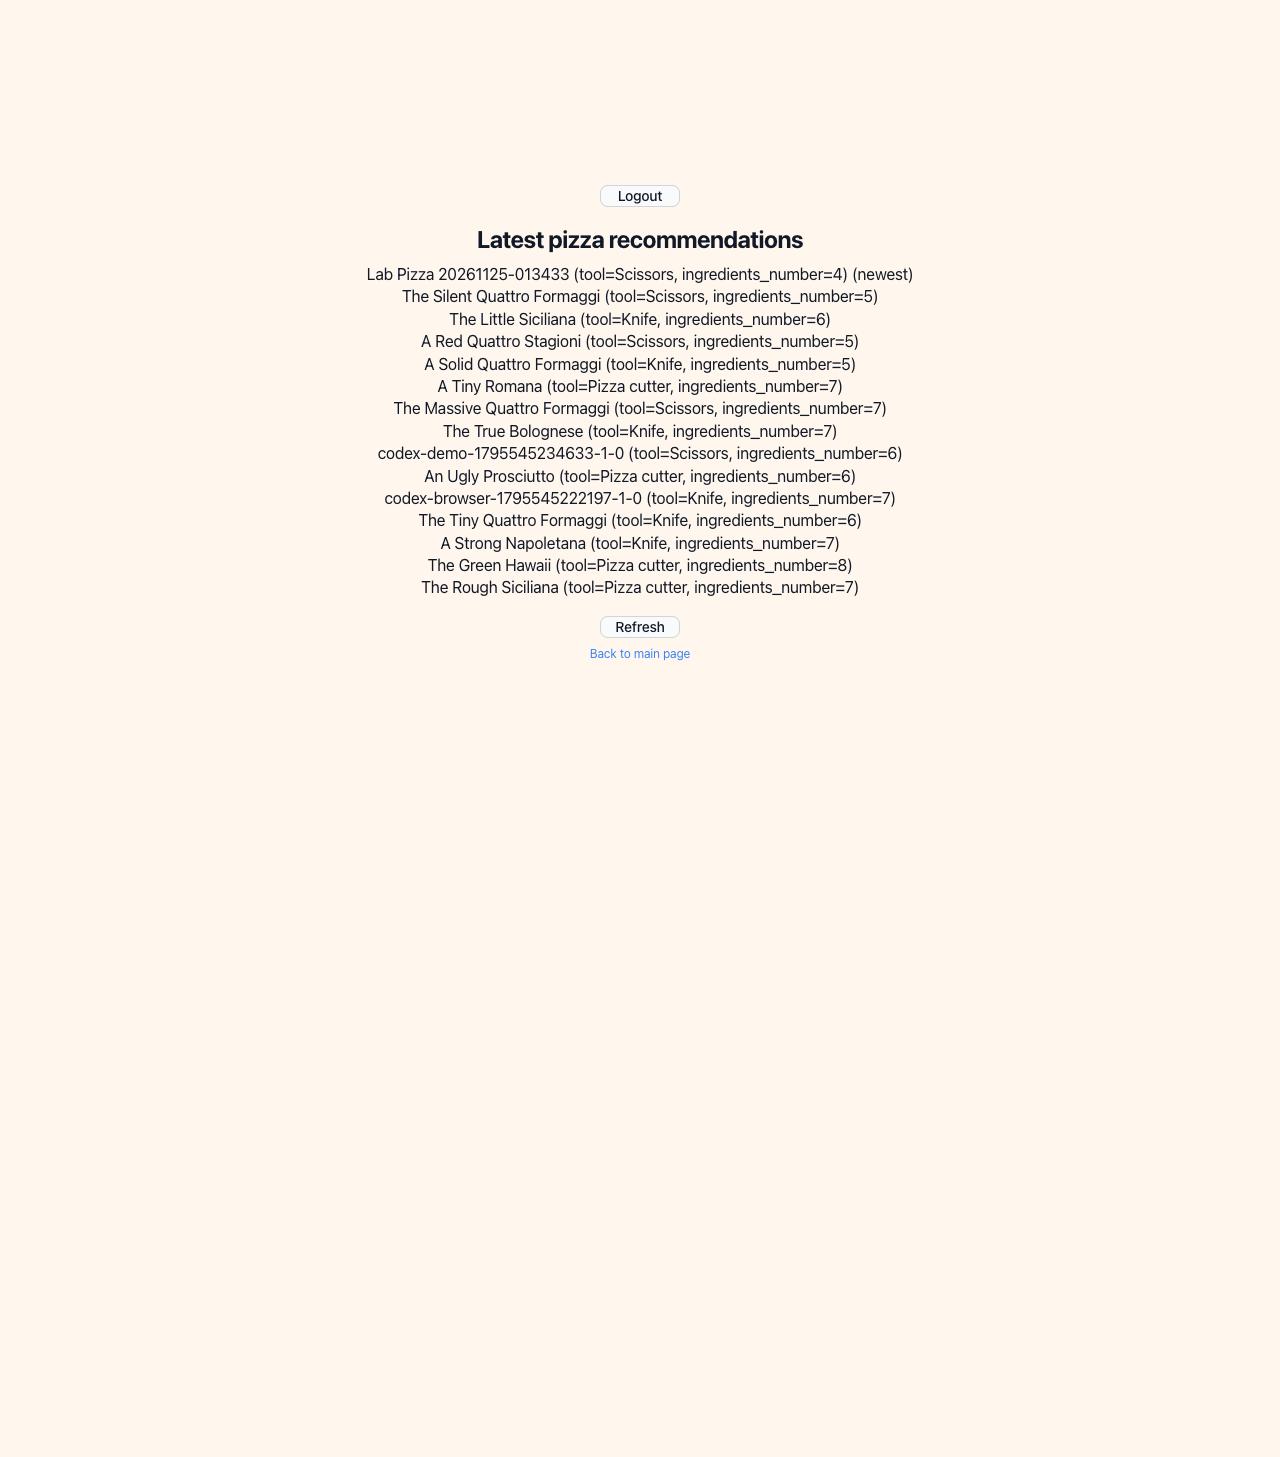 Logout
Latest pizza recommendations
Lab Pizza 20261125-013433 (tool=Scissors, ingredients_number=4) (newest)
The Silent Quattro Formaggi (tool=Scissors, ingredients_number=5)
The Little Siciliana (tool=Knife, ingredients_number=6)
A Red Quattro Stagioni (tool=Scissors, ingredients_number=5)
A Solid Quattro Formaggi (tool=Knife, ingredients_number=5)
A Tiny Romana (tool=Pizza cutter, ingredients_number=7)
The Massive Quattro Formaggi (tool=Scissors, ingredients_number=7)
The True Bolognese (tool=Knife, ingredients_number=7)
codex-demo-1795545234633-1-0 (tool=Scissors, ingredients_number=6)
An Ugly Prosciutto (tool=Pizza cutter, ingredients_number=6)
codex-browser-1795545222197-1-0 (tool=Knife, ingredients_number=7)
The Tiny Quattro Formaggi (tool=Knife, ingredients_number=6)
A Strong Napoletana (tool=Knife, ingredients_number=7)
The Green Hawaii (tool=Pizza cutter, ingredients_number=8)
The Rough Siciliana (tool=Pizza cutter, ingredients_number=7)
Refresh
Back to main page